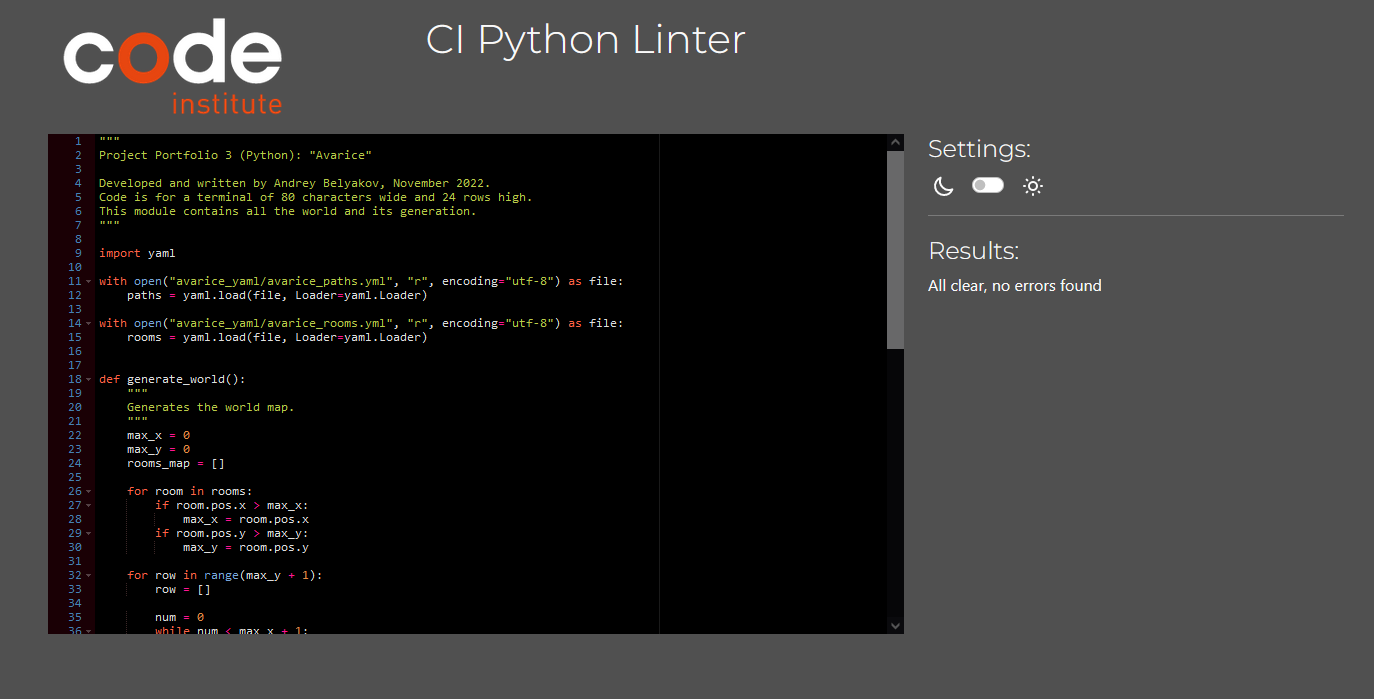 code
institute
CI Python Linter
1 """
2 Project Portfolio 3 (Python): "Avarice"
3
4 Developed and written by Andrey Belyakov, November 2022.
5 Code is for a terminal of 80 characters wide and 24 rows high.
6 This module contains all the world and its generation.
7 """
8
9 import yaml
10
11 with open("avarice_yaml/avarice_paths.yml", "r", encoding="utf-8") as file:
12     paths = yaml.load(file, Loader=yaml.Loader)
13
14 with open("avarice_yaml/avarice_rooms.yml", "r", encoding="utf-8") as file:
15     rooms = yaml.load(file, Loader=yaml.Loader)
16
17
18 def generate_world():
19     """
20     Generates the world map.
21     """
22     max_x = 0
23     max_y = 0
24     rooms_map = []
25
26     for room in rooms:
27         if room.pos.x > max_x:
28             max_x = room.pos.x
29         if room.pos.y > max_y:
30             max_y = room.pos.y
31
32     for row in range(max_y + 1):
33         row = []
34
35         num = 0
36         while num < max_x + 1:
Settings:
Results:
All clear, no errors found